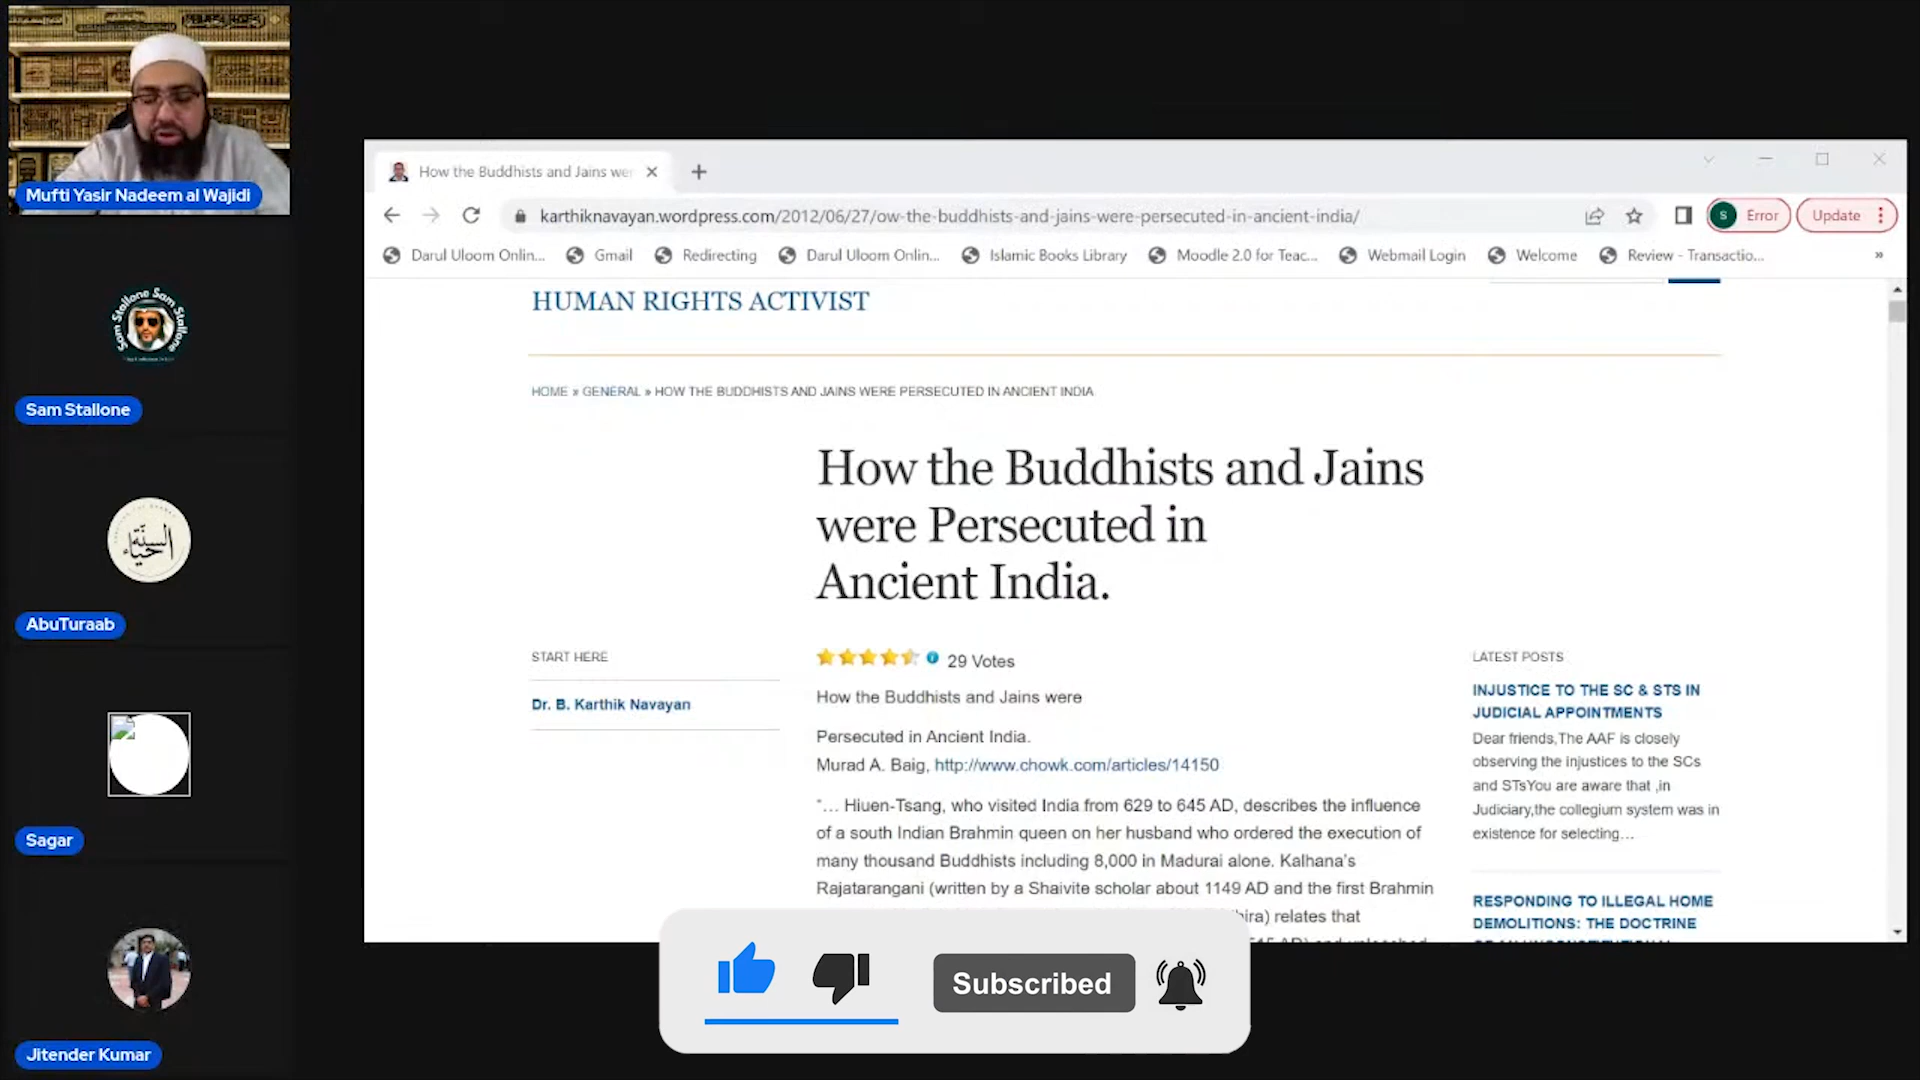 Mufti Yasir Nadeem al Wajidi
Sam Stallone Sam Stallone
Sam Stallone
AbuTuraab
Sagar
Jitender Kumar
How the Buddhists and Jains wer
karthiknavayan.wordpress.com/2012/06/27/ow-the-buddhists-and-jains-were-persecuted-in-ancient-india/
S
Error
Update
Darul Uloom Onlin...
Gmail
Redirecting
Darul Uloom Onlin...
Islamic Books Library
Moodle 2.0 for Teac...
Webmail Login
Welcome
Review - Transactio...
»
HUMAN RIGHTS ACTIVIST
HOME » GENERAL » HOW THE BUDDHISTS AND JAINS WERE PERSECUTED IN ANCIENT INDIA
How the Buddhists and Jains
were Persecuted in
Ancient India.
START HERE
Dr. B. Karthik Navayan
29 Votes
How the Buddhists and Jains were
Persecuted in Ancient India.
Murad A. Baig, http://www.chowk.com/articles/14150
“… Hiuen-Tsang, who visited India from 629 to 645 AD, describes the influence
of a south Indian Brahmin queen on her husband who ordered the execution of
many thousand Buddhists including 8,000 in Madurai alone. Kalhana’s
Rajatarangani (written by a Shaivite scholar about 1149 AD and the first Brahmin
relates that
LATEST POSTS
INJUSTICE TO THE SC & STS IN
JUDICIAL APPOINTMENTS
Dear friends,The AAF is closely
observing the injustices to the SCs
and STsYou are aware that ,in
Judiciary,the collegium system was in
existence for selecting…
RESPONDING TO ILLEGAL HOME
DEMOLITIONS: THE DOCTRINE
Subscribed